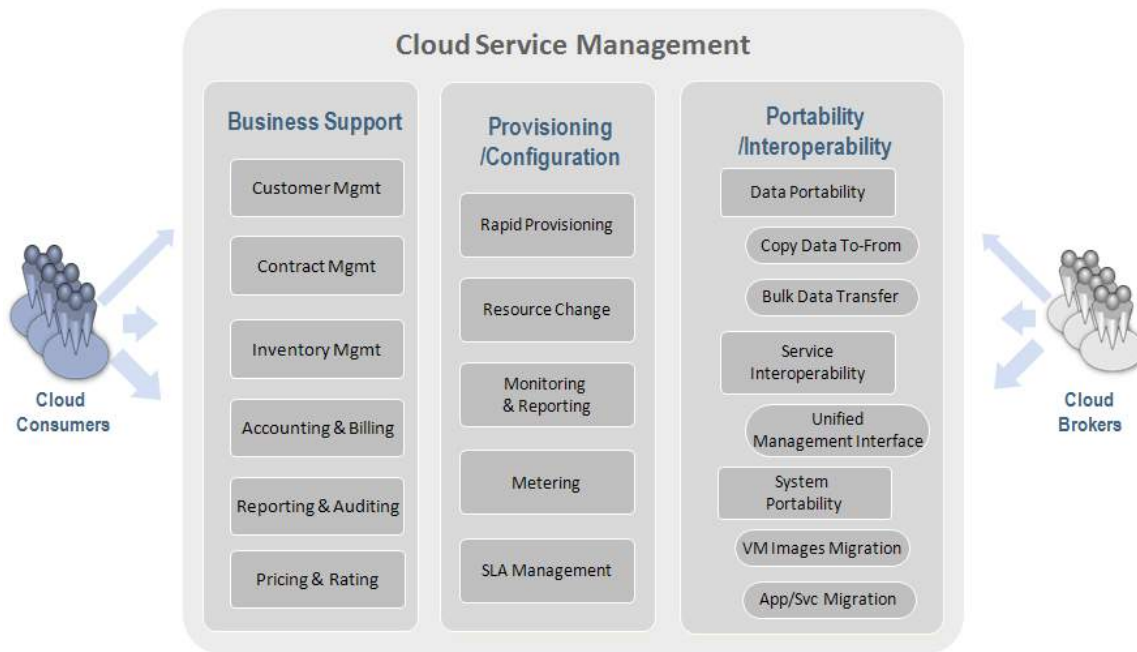 Cloud Service Management
Business Support
Customer Mgmt
Contract Mgmt
Inventory Mgmt
Accounting & Billing
Reporting & Auditing
Pricing & Rating
Provisioning
/Configuration
Rapid Provisioning
Resource Change
Monitoring
& Reporting
Metering
SLA Management
Portability
/Interoperability
Data Portability
Copy Data To-From
Bulk Data Transfer
Service
Interoperability
Unified
Management Interface
System
Portability
VM Images Migration
App/Svc Migration
Cloud
Consumers
Cloud
Brokers